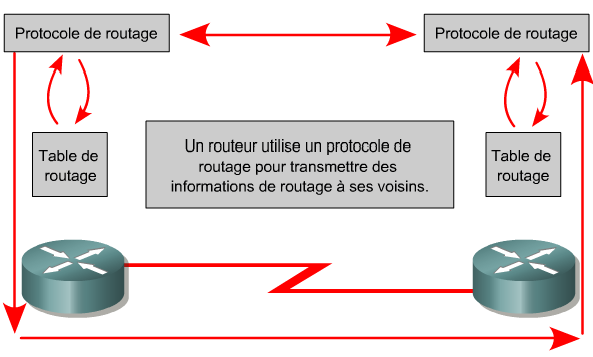 Protocole de routage
Protocole de routage
Table de
routage
Un routeur utilise un protocole de
routage pour transmettre des
informations de routage à ses voisins.
Table de
routage